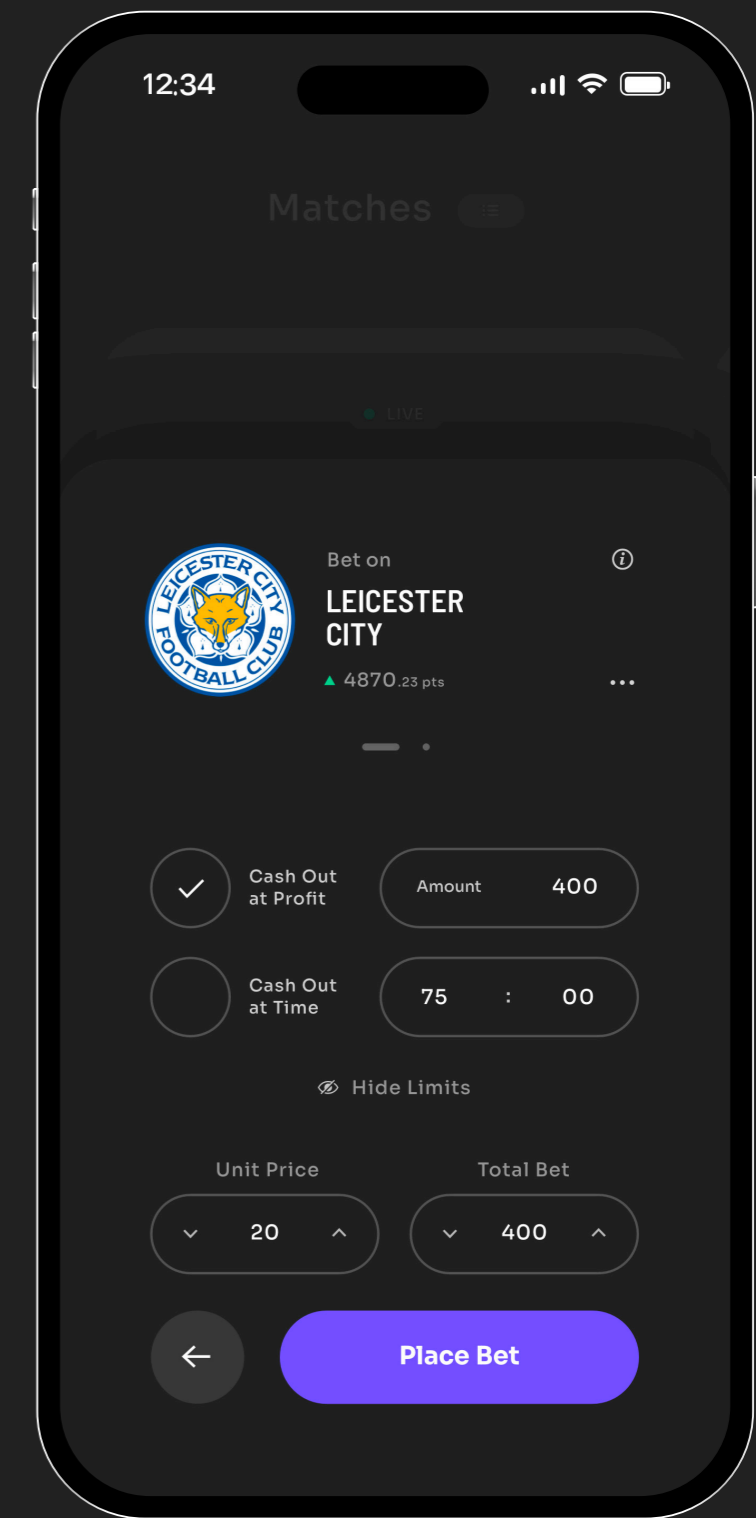 12:34
Matches
LIVE
LEICESTER CITY
FOOTBALL CLUB
Bet on
LEICESTER
CITY
4870.23 pts
Cash Out
at Profit
Amount 400
Cash Out
at Time
75 : 00
Hide Limits
Unit Price Total Bet
20 400
Place Bet